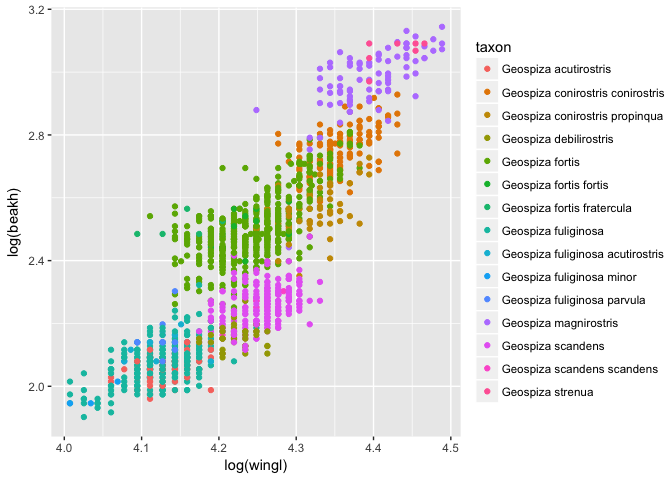 3.2
2.8
2.4
2.0
log(beakh)
4.0 4.1 4.2 4.3 4.4 4.5
log(wingl)
taxon
Geospiza acutirostris
Geospiza conirostris conirostris
Geospiza conirostris propinqua
Geospiza debilirostris
Geospiza fortis
Geospiza fortis fortis
Geospiza fortis fratercula
Geospiza fuliginosa
Geospiza fuliginosa acutirostris
Geospiza fuliginosa minor
Geospiza fuliginosa parvula
Geospiza magnirostris
Geospiza scandens
Geospiza scandens scandens
Geospiza strenua